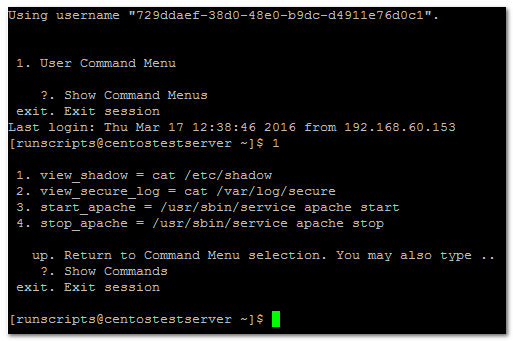 Using username "729ddaef-38d0-48e0-b9dc-d4911e76d0c1".
1. User Command Menu
?. Show Command Menus
exit. Exit session
Last login: Thu Mar 17 12:38:46 2016 from 192.168.60.153
[runscripts@centostestserver ~]$ 1
1. view_shadow = cat /etc/shadow
2. view_secure_log = cat /var/log/secure
3. start_apache = /usr/sbin/service apache start
4. stop_apache = /usr/sbin/service apache stop
up. Return to Command Menu selection. You may also type ..
?. Show Commands
exit. Exit session
[runscripts@centostestserver ~]$